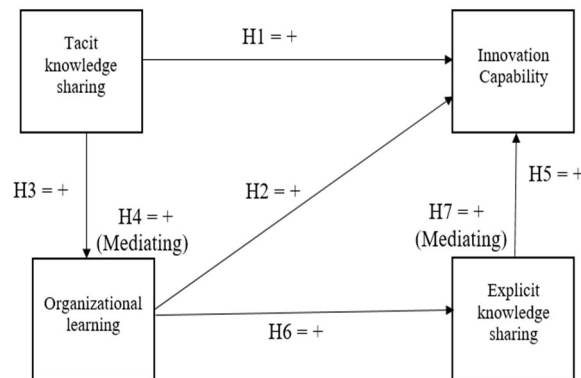 Tacit
knowledge
sharing
H1 = +
Innovation
Capability
H3 = +
H4 = +
(Mediating)
H2 = +
H7 = +
(Mediating)
H5 = +
Organizational
learning
H6 = +
Explicit
knowledge
sharing